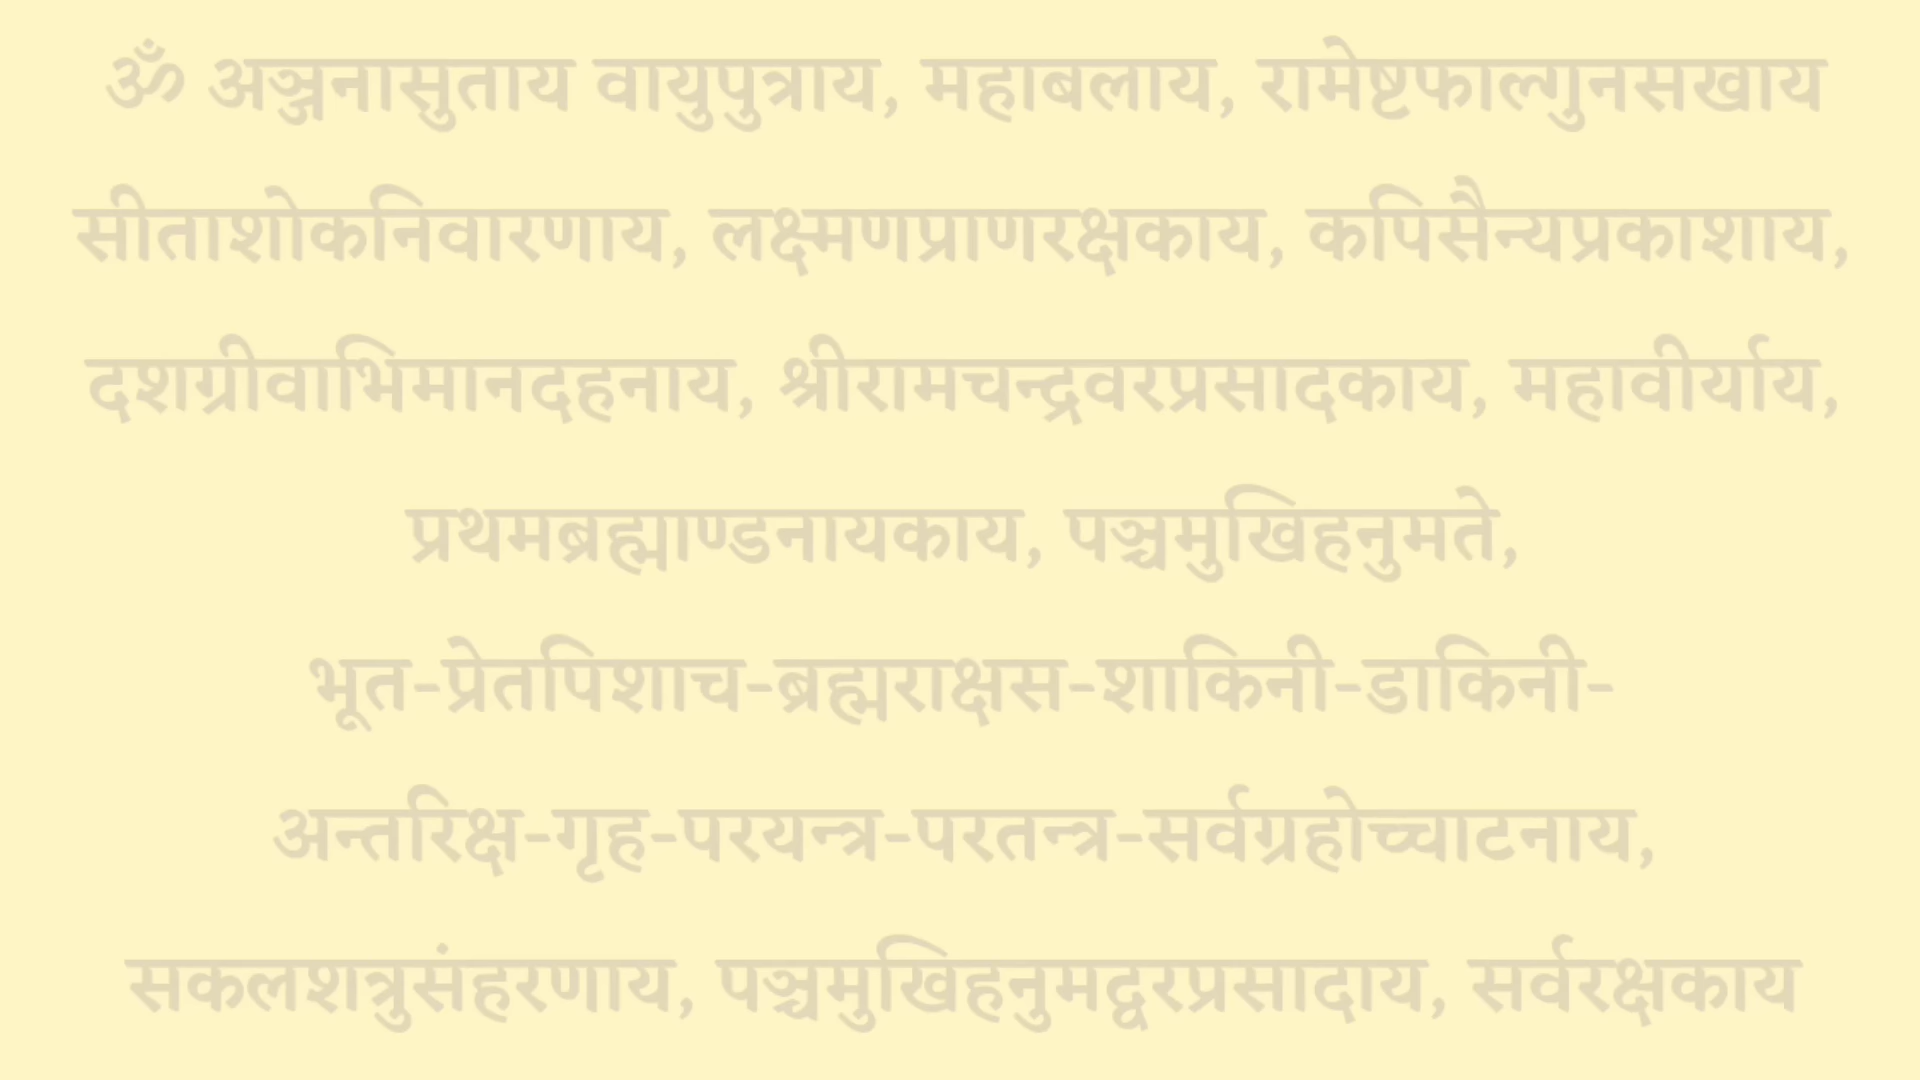 ॐ अञ्जनासुताय वायुपुत्राय, महाबलाय, रामेष्टफाल्गुनसखाय
सीताशोकनिवारणाय, लक्ष्मणप्राणरक्षकाय, कपिसैन्यप्रकाशाय,
दशग्रीवाभिमानदहनाय, श्रीरामचन्द्रवरप्रसादकाय, महावीर्याय,
प्रथमब्रह्माण्डनायकाय, पञ्चमुखिहनुमते,
भूत-प्रेतपिशाच-ब्रह्मराक्षस-शाकिनी-डाकिनी-
अन्तरिक्ष-गृह-परयन्त्र-परतन्त्र-सर्वग्रहोच्चाटनाय,
सकलशत्रुसंहरणाय, पञ्चमुखिहनुमद्वरप्रसादाय, सर्वरक्षकाय